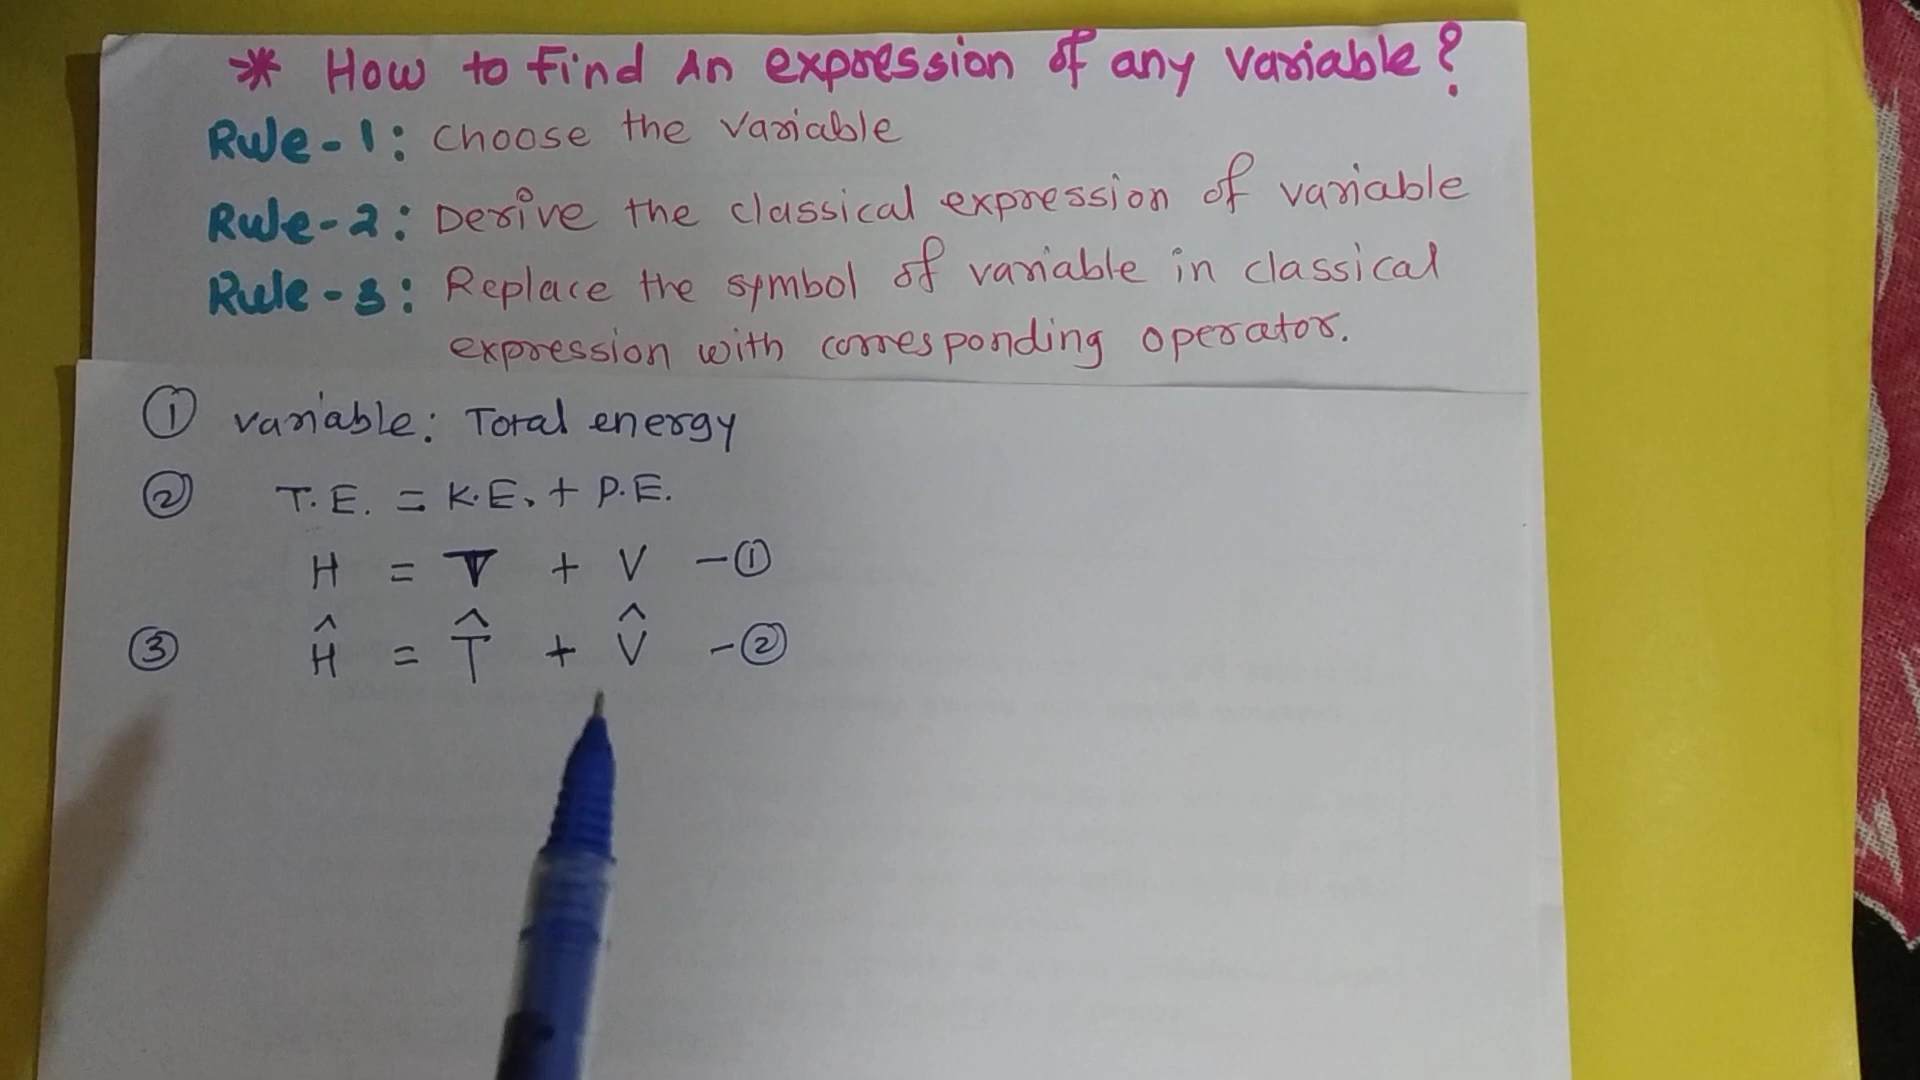 * How to find An expression of any variable?
Rule-1: Choose the variable
Rule-2: Derive the classical expression of variable
Rule-3: Replace the symbol of variable in classical
expression with corresponding operator.
① variable: Total energy
② T.E. = K.E. + P.E.
H = T + V -①
③ Ĥ = T̂ + V̂ -②